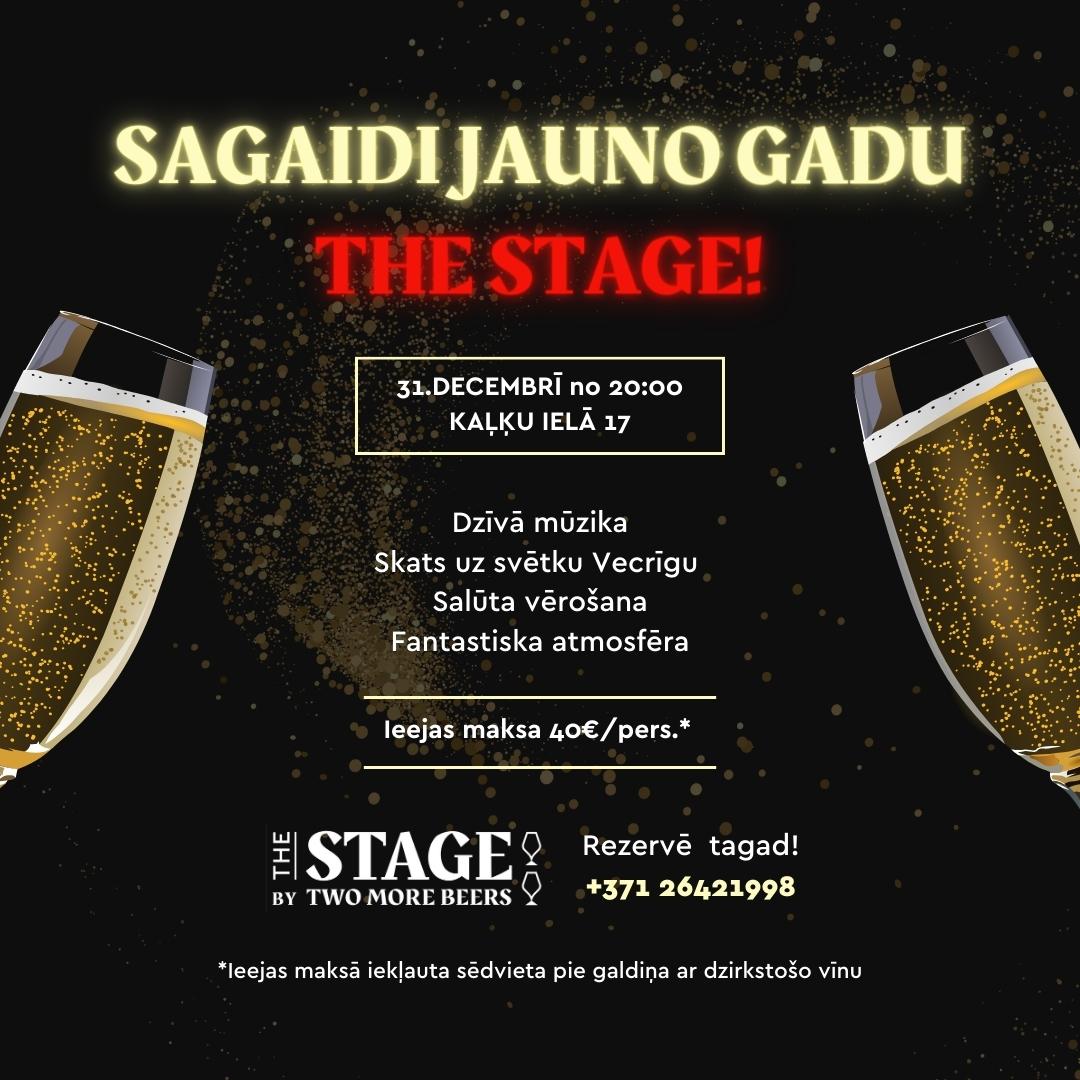 SAGAIDI JAUNO GADU
THE STAGE!
31.DECEMBRĪ no 20:00
KAĻĶU IELĀ 17
Dzīvā mūzika
Skats uz svētku Vecrīgu
Salūta vērošana
Fantastiska atmosfēra
Ieejas maksa 40€/pers.*
THE STAGE
BY TWO MORE BEERS
Rezervē tagad!
+371 26421998
*Ieejas maksā iekļauta sēdvieta pie galdiņa ar dzirkstošo vīnu